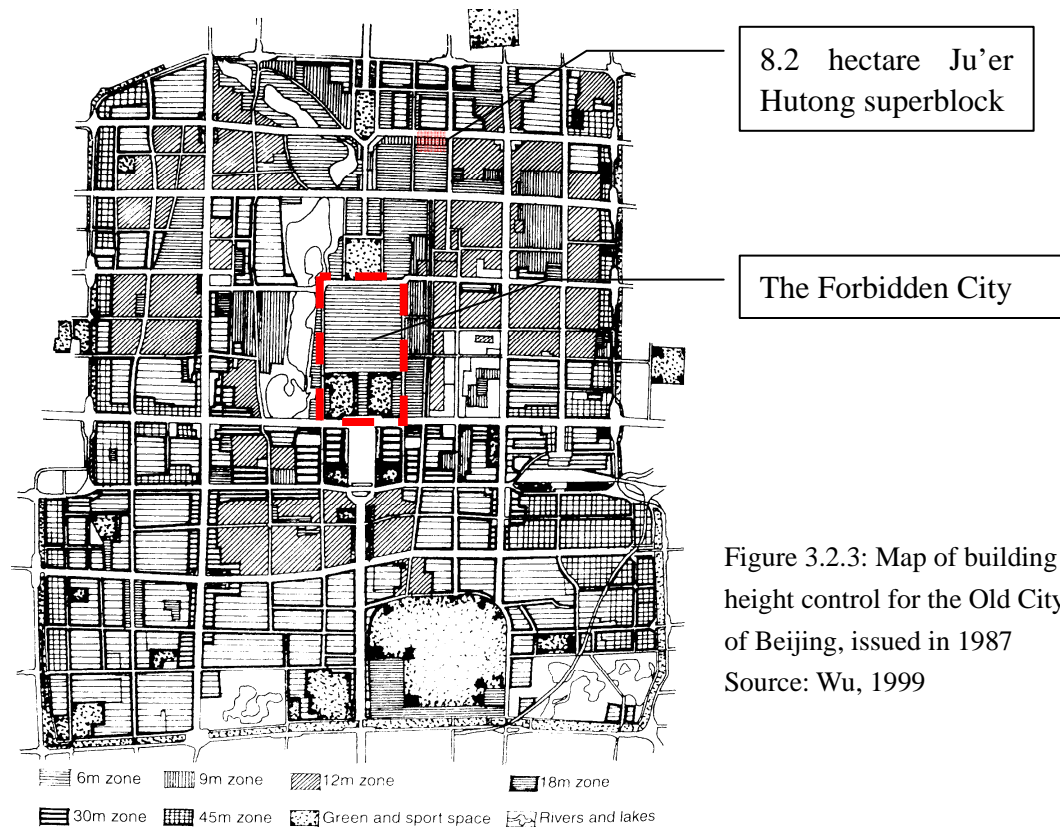 8.2 hectare Ju’er
Hutong superblock
The Forbidden City
Figure 3.2.3: Map of building
height control for the Old City
of Beijing, issued in 1987
Source: Wu, 1999
6m zone 9m zone 12m zone 18m zone
30m zone 45m zone Green and sport space Rivers and lakes